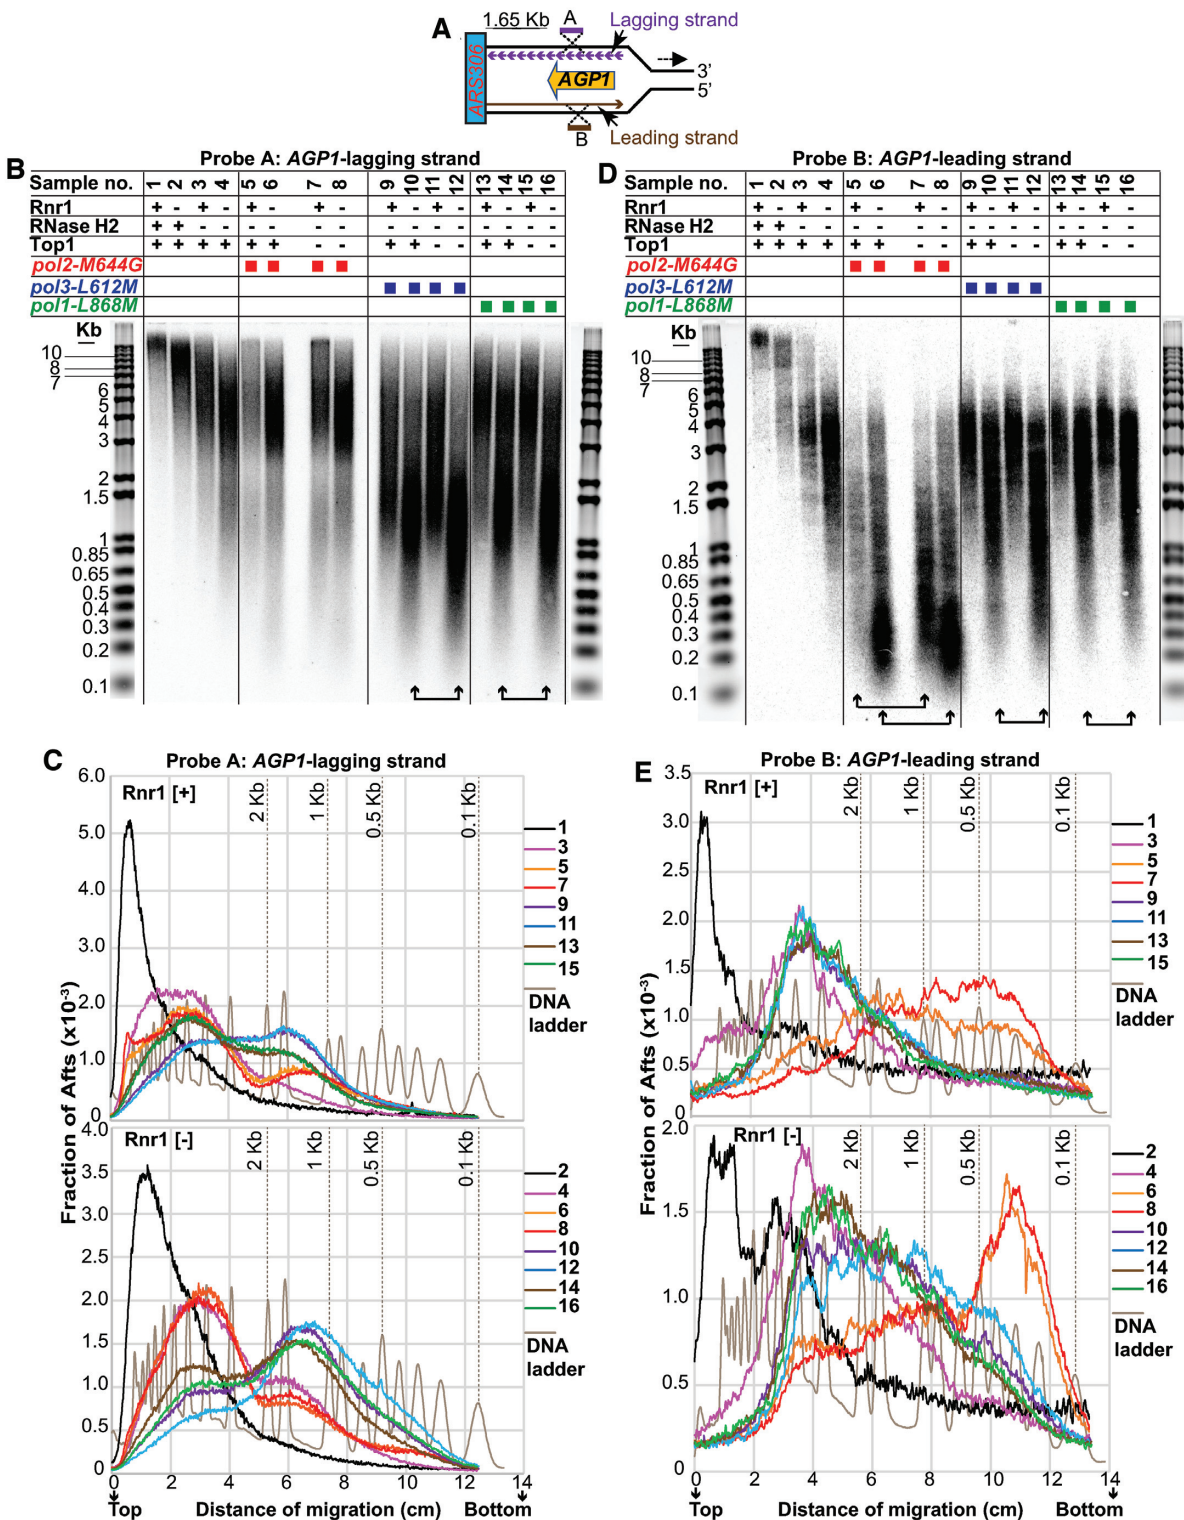 A
1.65 Kb
A
Lagging strand
ARS306
AGP1
3'
5'
B
Leading strand
B
Probe A: AGP1-lagging strand
Sample no. 1 2 3 4 5 6 7 8 9 10 11 12 13 14 15 16
Rnr1 + - + - + - + - + - + - + - + -
RNase H2 + + - - - - - - - - - - - - - -
Top1 + + + + + + - - + + - - + + - -
pol2-M644G
pol3-L612M
pol1-L868M
Kb
10
8
7
6
5
4
3
2
1.5
1
0.85
0.65
0.5
0.4
0.3
0.2
0.1
D
Probe B: AGP1-leading strand
Sample no. 1 2 3 4 5 6 7 8 9 10 11 12 13 14 15 16
Rnr1 + - + - + - + - + - + - + - + -
RNase H2 + + - - - - - - - - - - - - - -
Top1 + + + + + + - - + + - - + + - -
pol2-M644G
pol3-L612M
pol1-L868M
Kb
10
8
7
6
5
4
3
2
1.5
1
0.85
0.65
0.5
0.4
0.3
0.2
0.1
C
Probe A: AGP1-lagging strand
Fraction of Afts (x10⁻³)
6.0
5.0
4.0
3.0
2.0
1.0
0
Rnr1 [+]
2 Kb
1 Kb
0.5 Kb
0.1 Kb
1
3
5
7
9
11
13
15
DNA
ladder
4.0
3.5
3.0
2.5
2.0
1.5
1.0
0.5
0
Rnr1 [-]
2 Kb
1 Kb
0.5 Kb
0.1 Kb
2
4
6
8
10
12
14
16
DNA
ladder
0 2 4 6 8 10 12 14
Top Distance of migration (cm) Bottom
E
Probe B: AGP1-leading strand
Fraction of Afts (x10⁻³)
3.5
3.0
2.5
2.0
1.5
1.0
0.5
0
Rnr1 [+]
2 Kb
1 Kb
0.5 Kb
0.1 Kb
1
3
5
7
9
11
13
15
DNA
ladder
2.0
1.5
1.0
0.5
0
Rnr1 [-]
2 Kb
1 Kb
0.5 Kb
0.1 Kb
2
4
6
8
10
12
14
16
DNA
ladder
0 2 4 6 8 10 12 14
Top Distance of migration (cm) Bottom